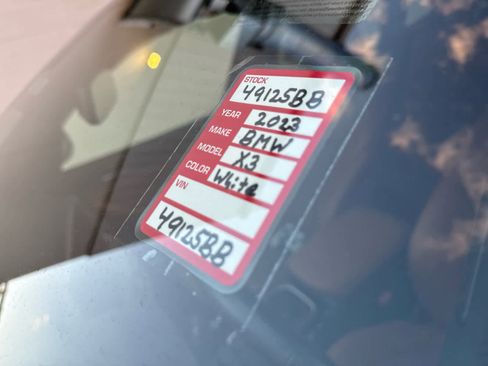 STOCK
49125BB
YEAR 2023
MAKE BMW
MODEL X3
COLOR White
VIN
49125BB